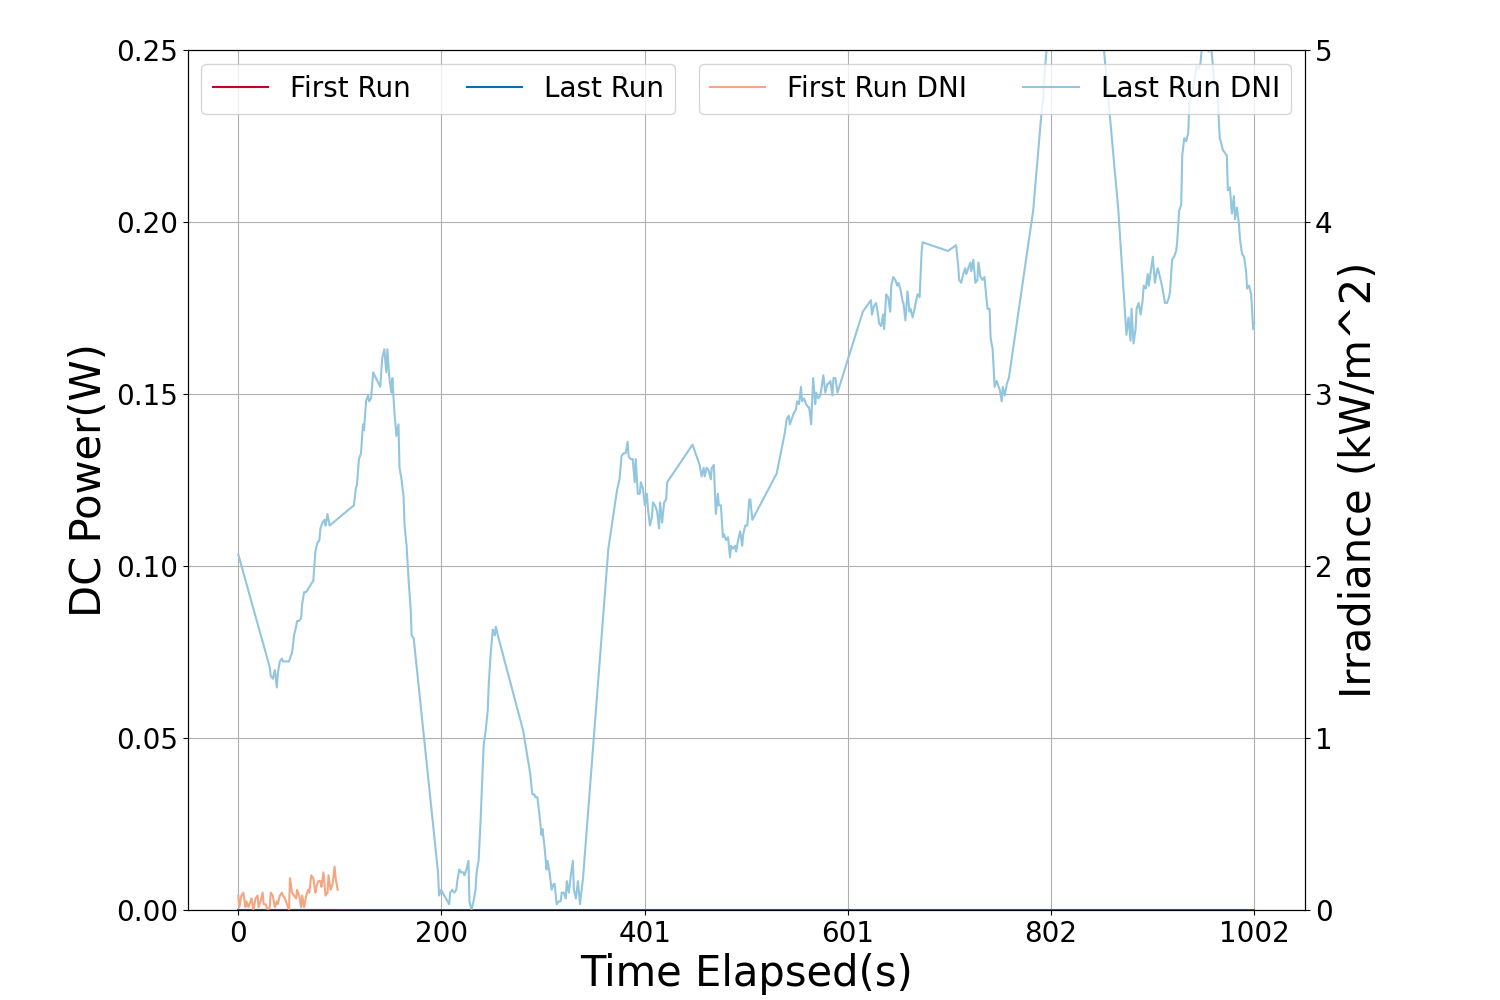 0.25
0.20
0.15
0.10
0.05
0.00
DC Power(W)
First Run
Last Run
First Run DNI
Last Run DNI
5
4
3
2
1
0
Irradiance (kW/m^2)
0
200
401
601
802
1002
Time Elapsed(s)